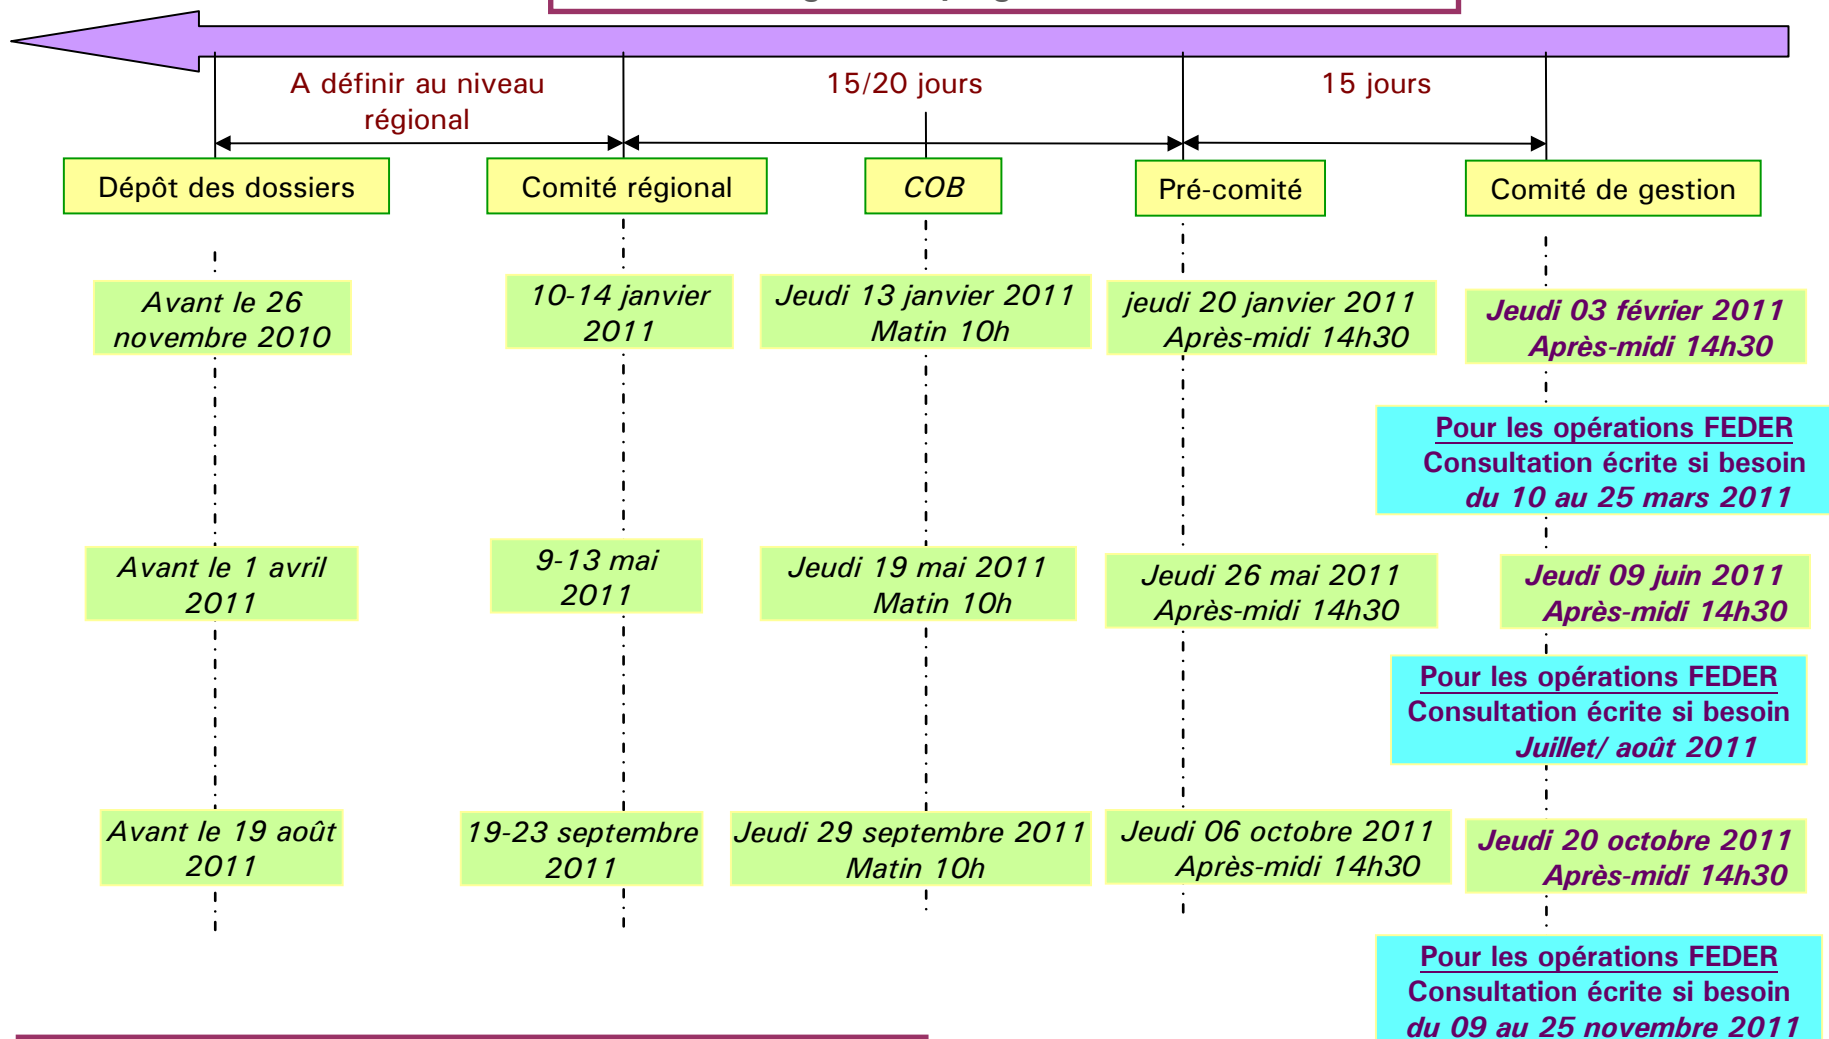 A définir au niveau
régional
15/20 jours
15 jours
Dépôt des dossiers
Comité régional
COB
Pré-comité
Comité de gestion
Avant le 26
novembre 2010
10-14 janvier
2011
Jeudi 13 janvier 2011
Matin 10h
jeudi 20 janvier 2011
Après-midi 14h30
Jeudi 03 février 2011
Après-midi 14h30
Pour les opérations FEDER
Consultation écrite si besoin
du 10 au 25 mars 2011
Avant le 1 avril
2011
9-13 mai
2011
Jeudi 19 mai 2011
Matin 10h
Jeudi 26 mai 2011
Après-midi 14h30
Jeudi 09 juin 2011
Après-midi 14h30
Pour les opérations FEDER
Consultation écrite si besoin
Juillet/ août 2011
Avant le 19 août
2011
19-23 septembre
2011
Jeudi 29 septembre 2011
Matin 10h
Jeudi 06 octobre 2011
Après-midi 14h30
Jeudi 20 octobre 2011
Après-midi 14h30
Pour les opérations FEDER
Consultation écrite si besoin
du 09 au 25 novembre 2011